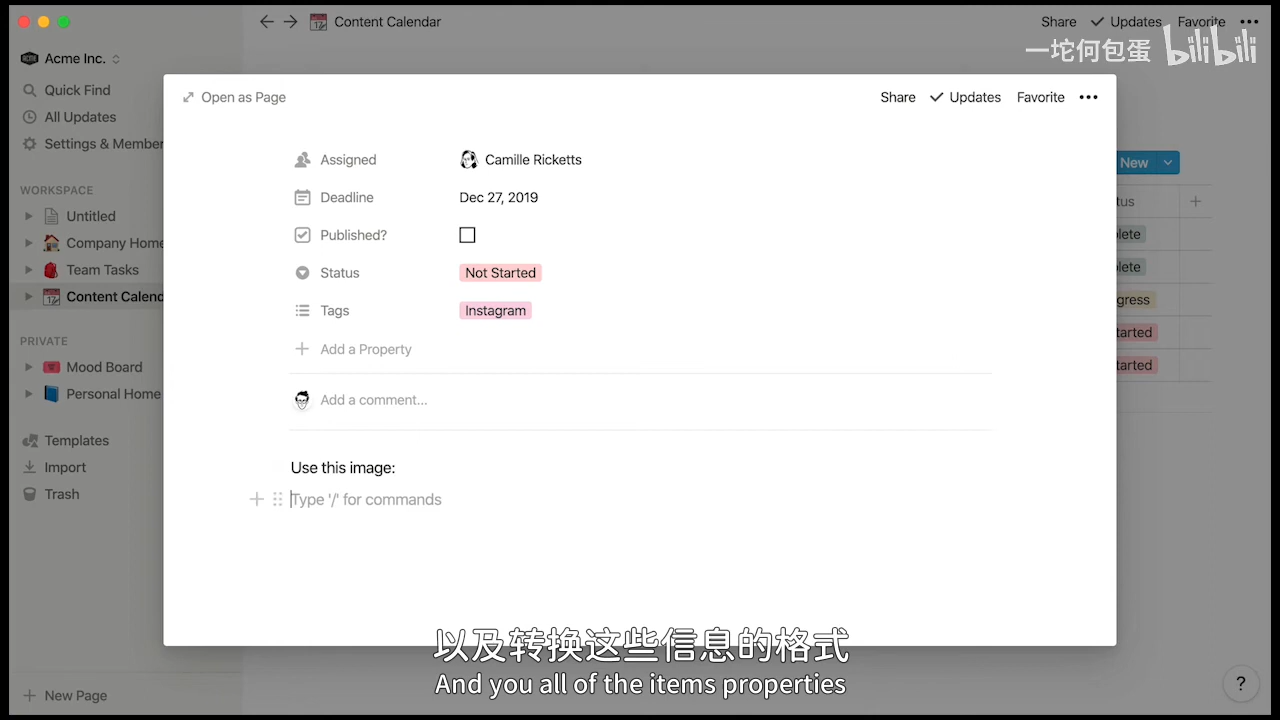 Content Calendar
Share
Updates
Favorite
一坨何包蛋
bilibili
Acme Inc.
Quick Find
All Updates
Settings & Member
WORKSPACE
Untitled
Company Home
Team Tasks
Content Calend
PRIVATE
Mood Board
Personal Home
Templates
Import
Trash
New Page
Open as Page
Share
Updates
Favorite
Assigned Camille Ricketts
Deadline Dec 27, 2019
Published?
Status Not Started
Tags Instagram
Add a Property
Add a comment...
Use this image:
Type '/' for commands
New
tus
plete
plete
gress
tarted
tarted
?
以及转换这些信息的格式
And you all of the items properties